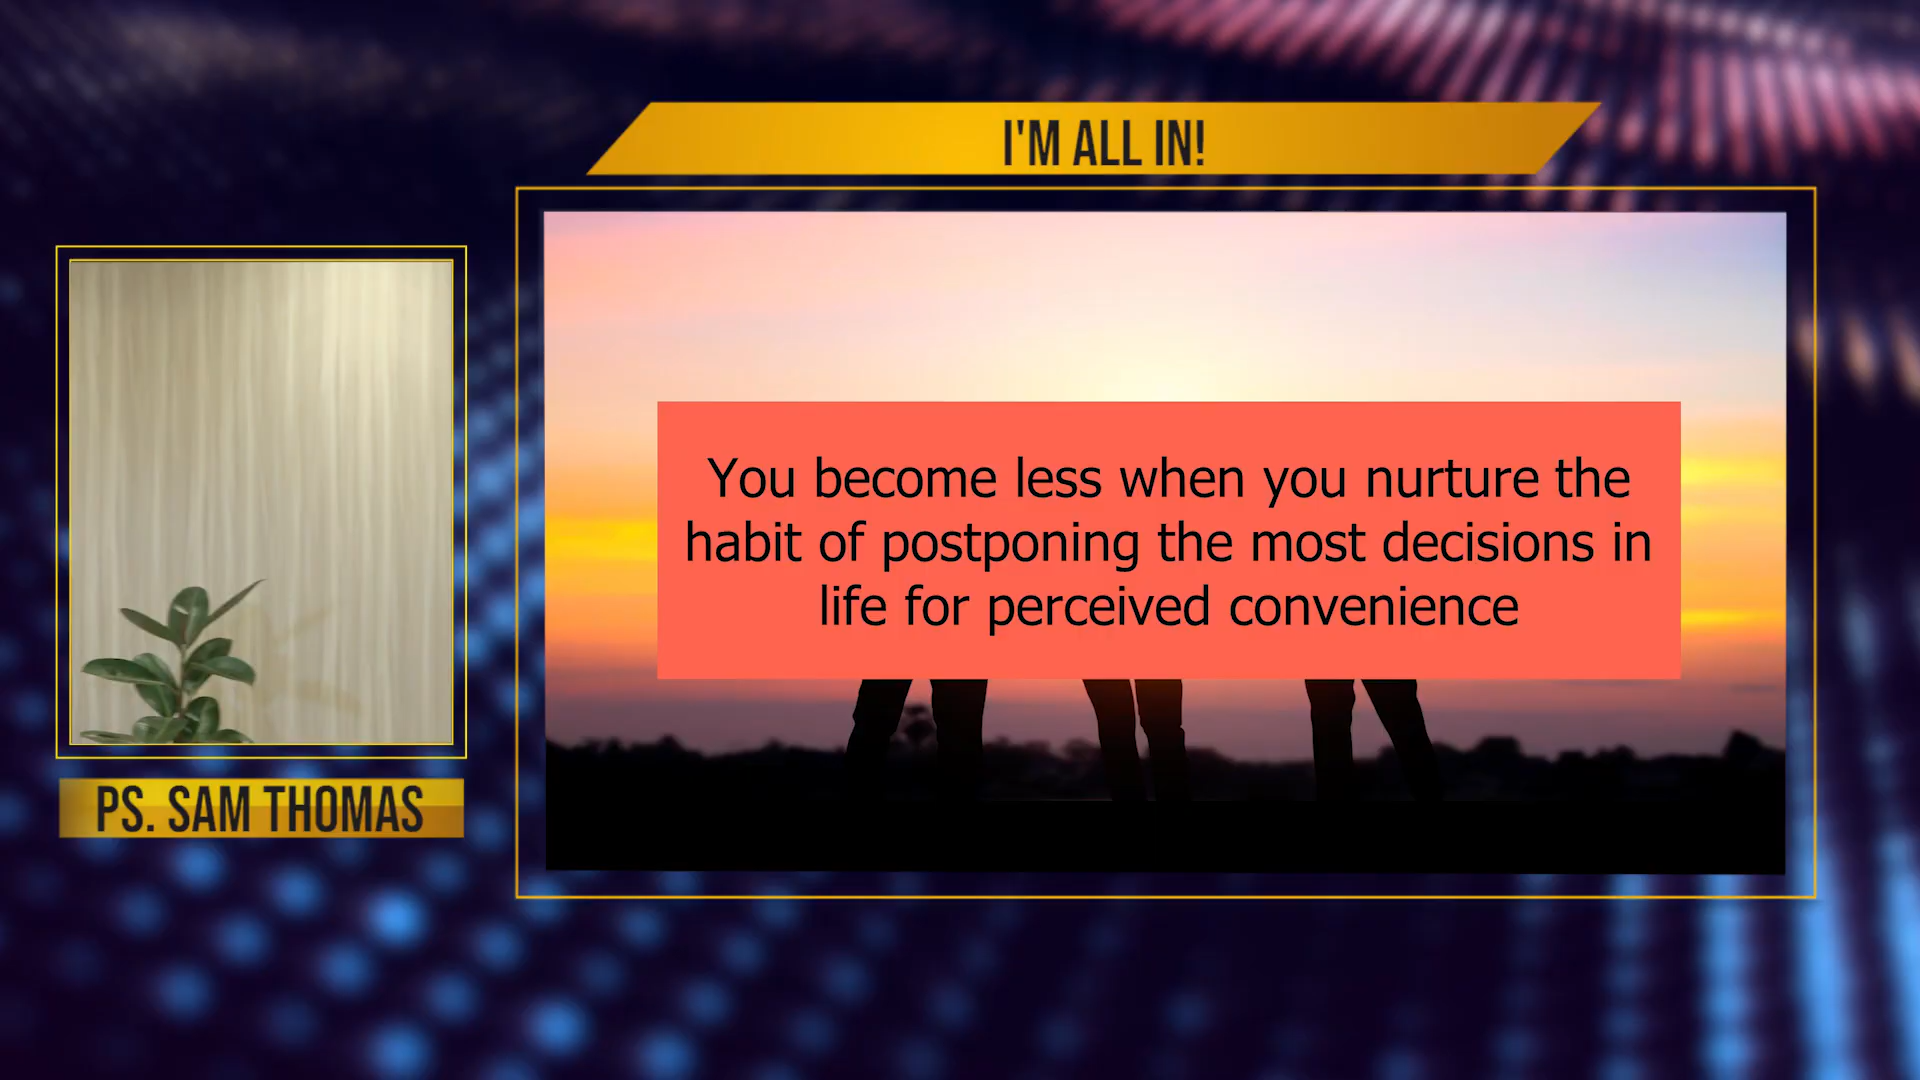 I'M ALL IN!
You become less when you nurture the
habit of postponing the most decisions in
life for perceived convenience
PS. SAM THOMAS